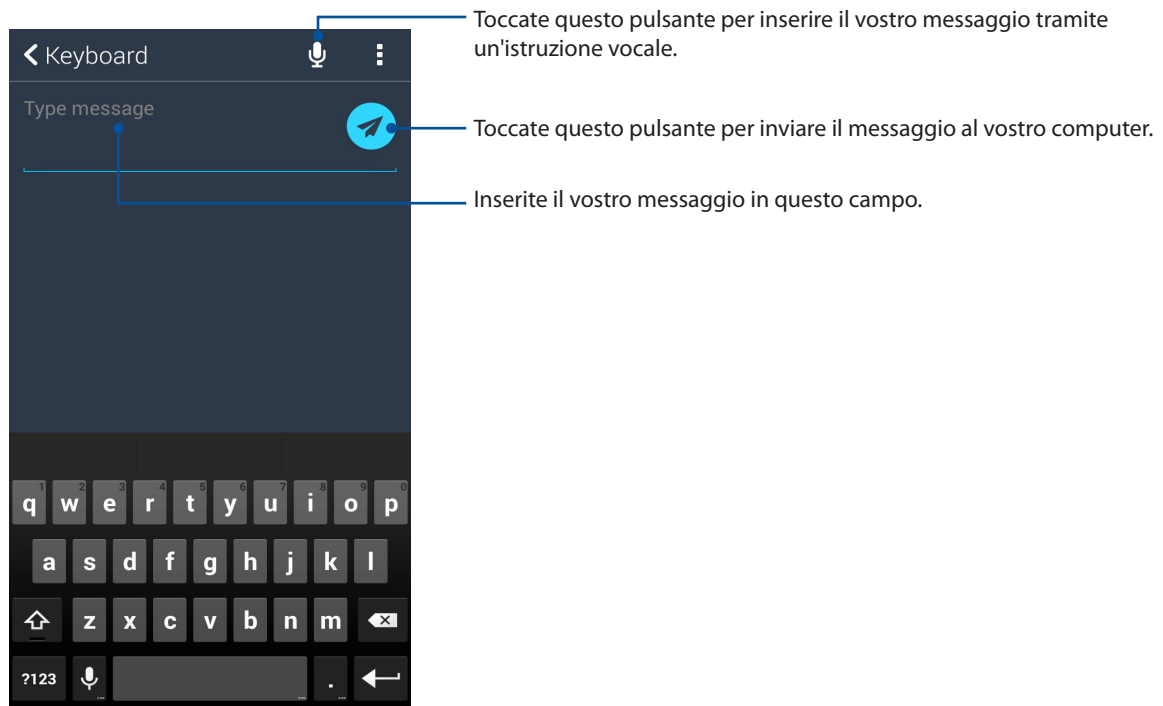 Toccate questo pulsante per inserire il vostro messaggio tramite
un'istruzione vocale.
Keyboard
Type message
Toccate questo pulsante per inviare il messaggio al vostro computer.
Inserite il vostro messaggio in questo campo.
1 2 3 4 5 6 7 8 9 0
q w e r t y u i o p
a s d f g h j k l
z x c v b n m
?123 .